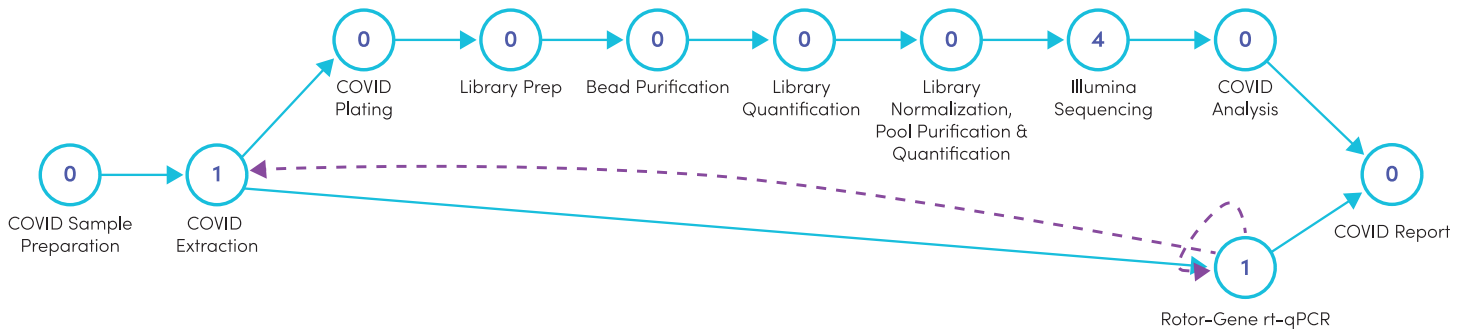 0
COVID Sample
Preparation
1
COVID
Extraction
0
COVID
Plating
0
Library Prep
0
Bead Purification
0
Library
Quantification
0
Library
Normalization,
Pool Purification &
Quantification
4
Illumina
Sequencing
0
COVID
Analysis
0
COVID Report
1
Rotor-Gene rt-qPCR